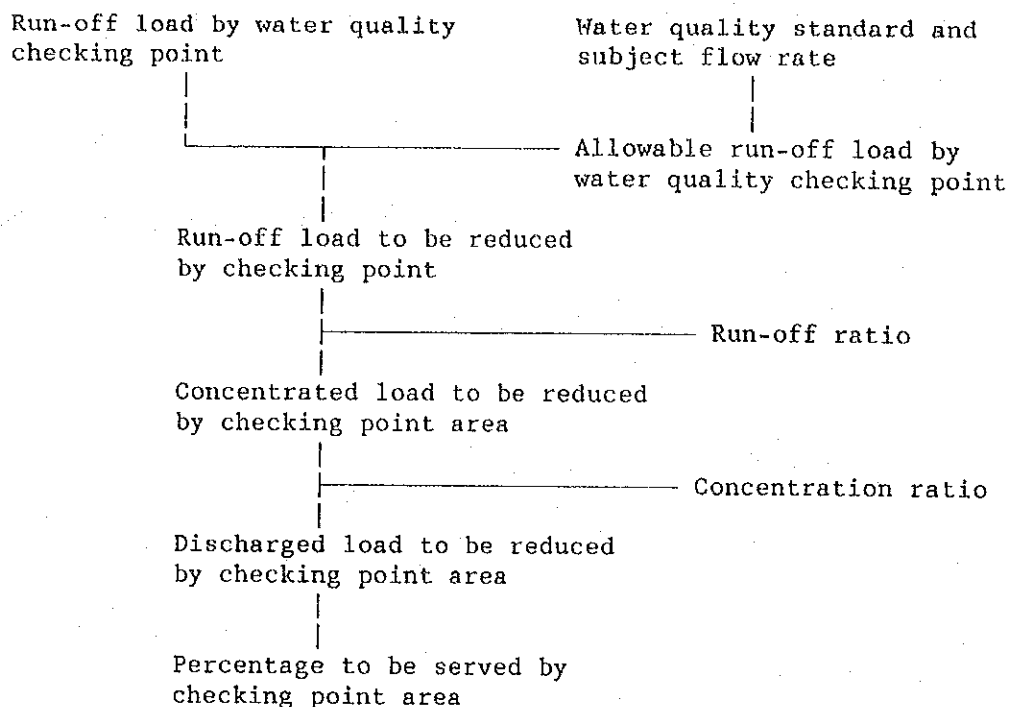 Run-off load by water quality
checking point
Water quality standard and
subject flow rate
Allowable run-off load by
water quality checking point
Run-off load to be reduced
by checking point
Run-off ratio
Concentrated load to be reduced
by checking point area
Concentration ratio
Discharged load to be reduced
by checking point area
Percentage to be served by
checking point area